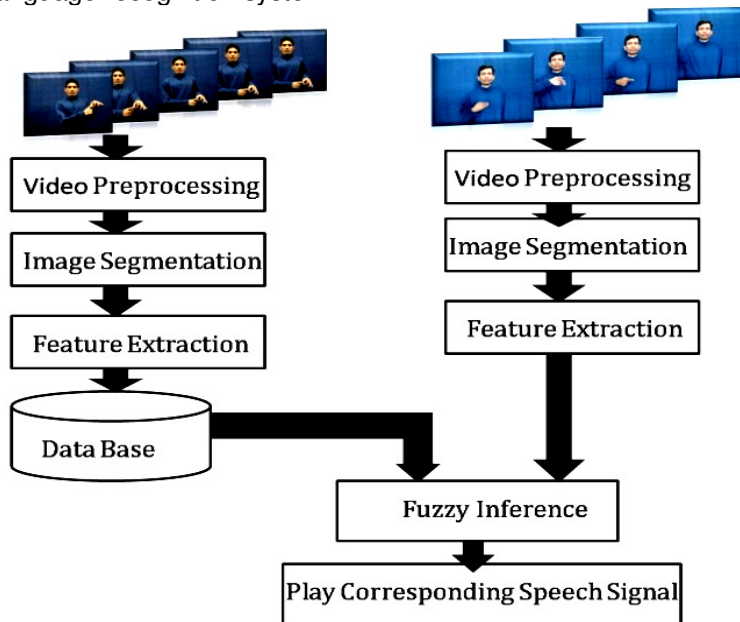 Video Preprocessing
Image Segmentation
Feature Extraction
Data Base
Video Preprocessing
Image Segmentation
Feature Extraction
Fuzzy Inference
Play Corresponding Speech Signal